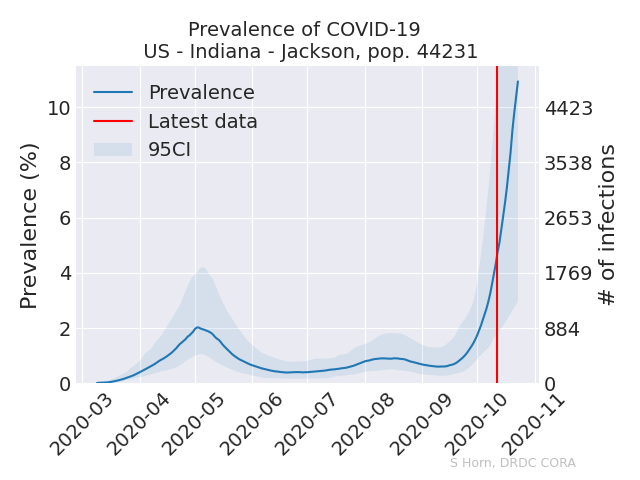 Prevalence of COVID-19
US - Indiana - Jackson, pop. 44231
Prevalence
Latest data
95CI
Prevalence (%)
10
8
6
4
2
0
4423
3538
2653
1769
884
0
# of infections
2020-03
2020-04
2020-05
2020-06
2020-07
2020-08
2020-09
2020-10
2020-11
S Horn, DRDC CORA